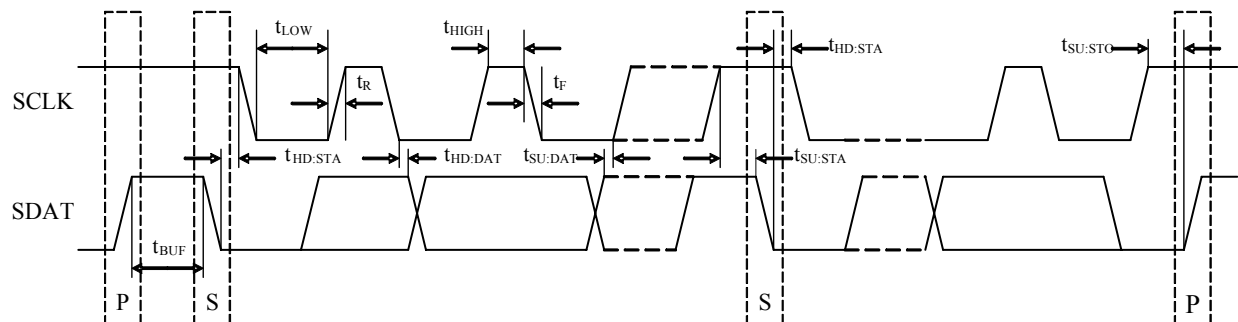 tLOW
tHIGH
tHD:STA
tSU:STO
SCLK
tR
tF
tHD:STA
tHD:DAT
tSU:DAT
tSU:STA
SDAT
tBUF
P
S
S
P